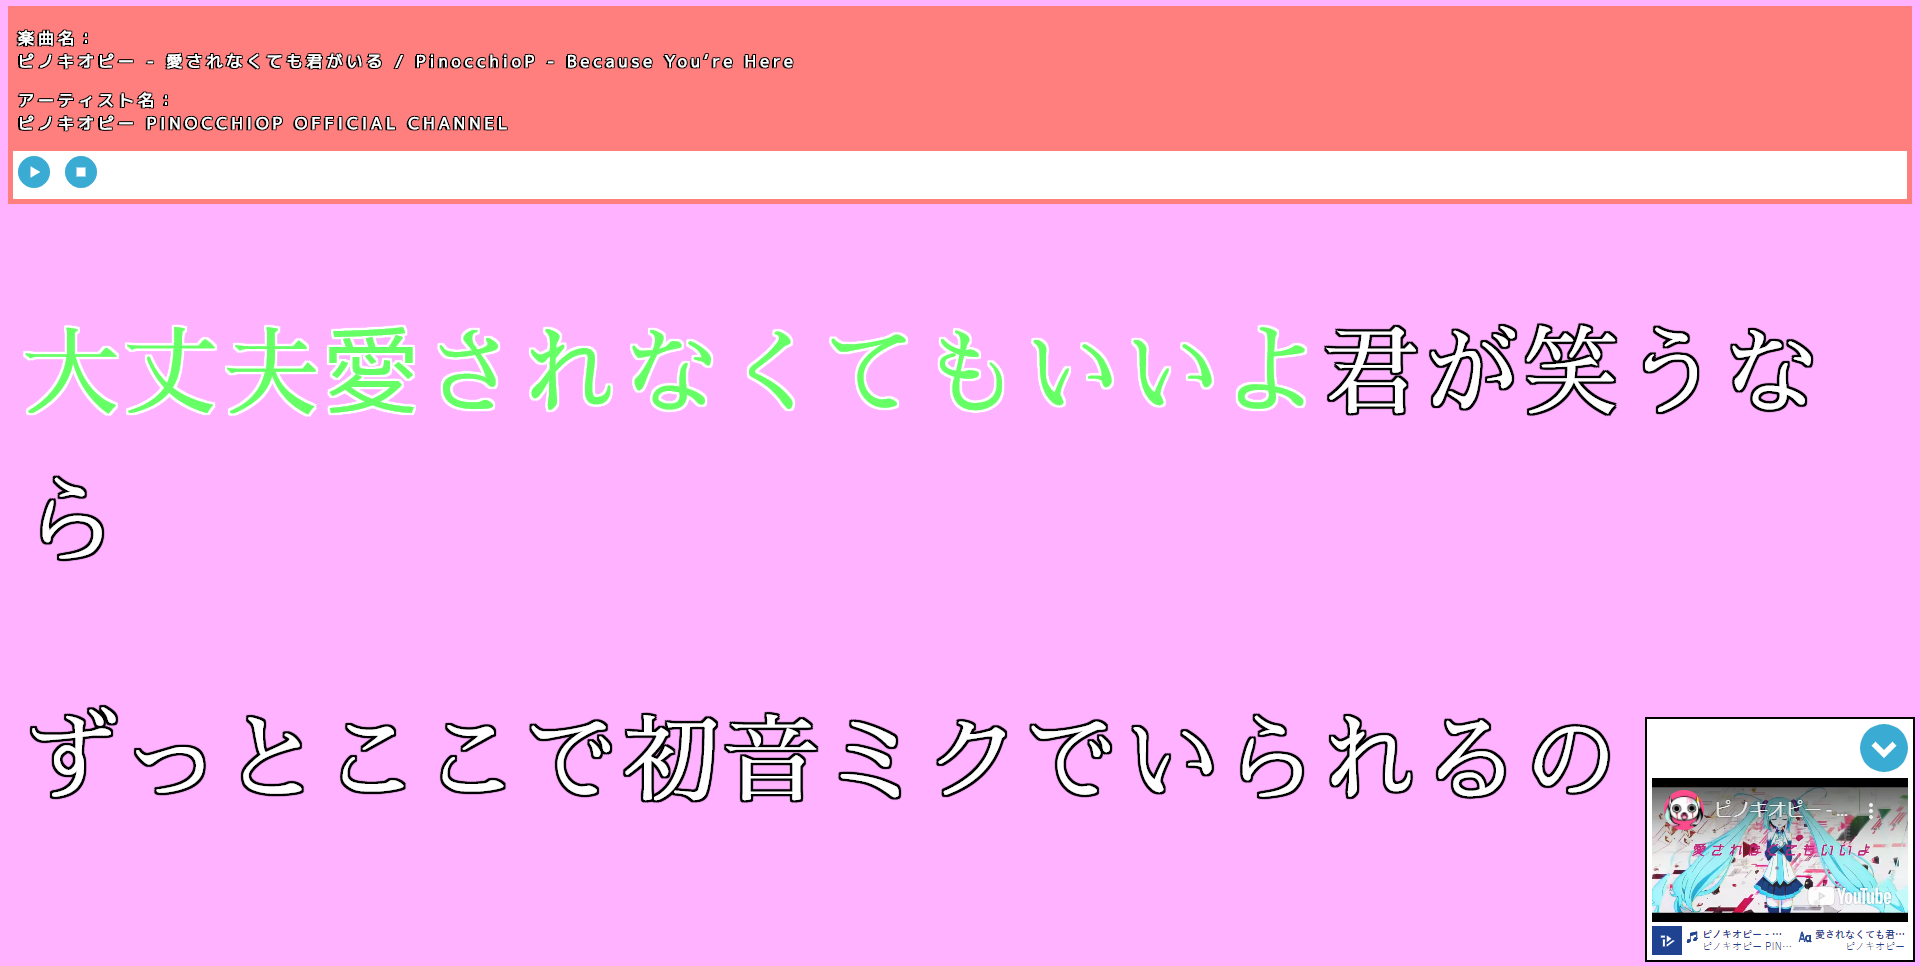 楽曲名：
ピノキオピー - 愛されなくても君がいる / PinocchioP - Because You're Here
アーティスト名：
ピノキオピー PINOCCHIOP OFFICIAL CHANNEL
大丈夫愛されなくてもいいよ君が笑うな
ら
ずっとここで初音ミクでいられるの
ピノキオピー - ...
愛されなくてもいいよ
YouTube
ピノキオピー - …
ピノキオピー PIN…
Aa 愛されなくても君…
ピノキオピー